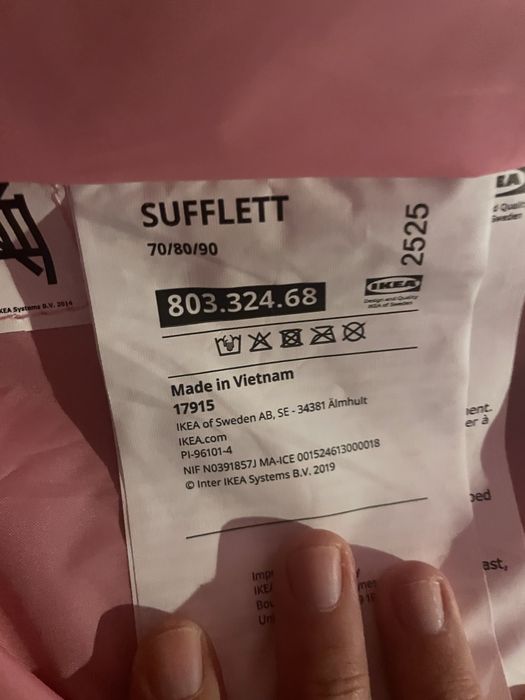 SUFFLETT
2525
70/80/90
803.324.68
IKEA
Design and Quality
IKEA of Sweden
Made in Vietnam
17915
IKEA of Sweden AB, SE - 34381 Älmhult
IKEA.com
PI-96101-4
NIF N0391857J MA-ICE 001524613000018
© Inter IKEA Systems B.V. 2019
IKEA Systems B.V. 2014